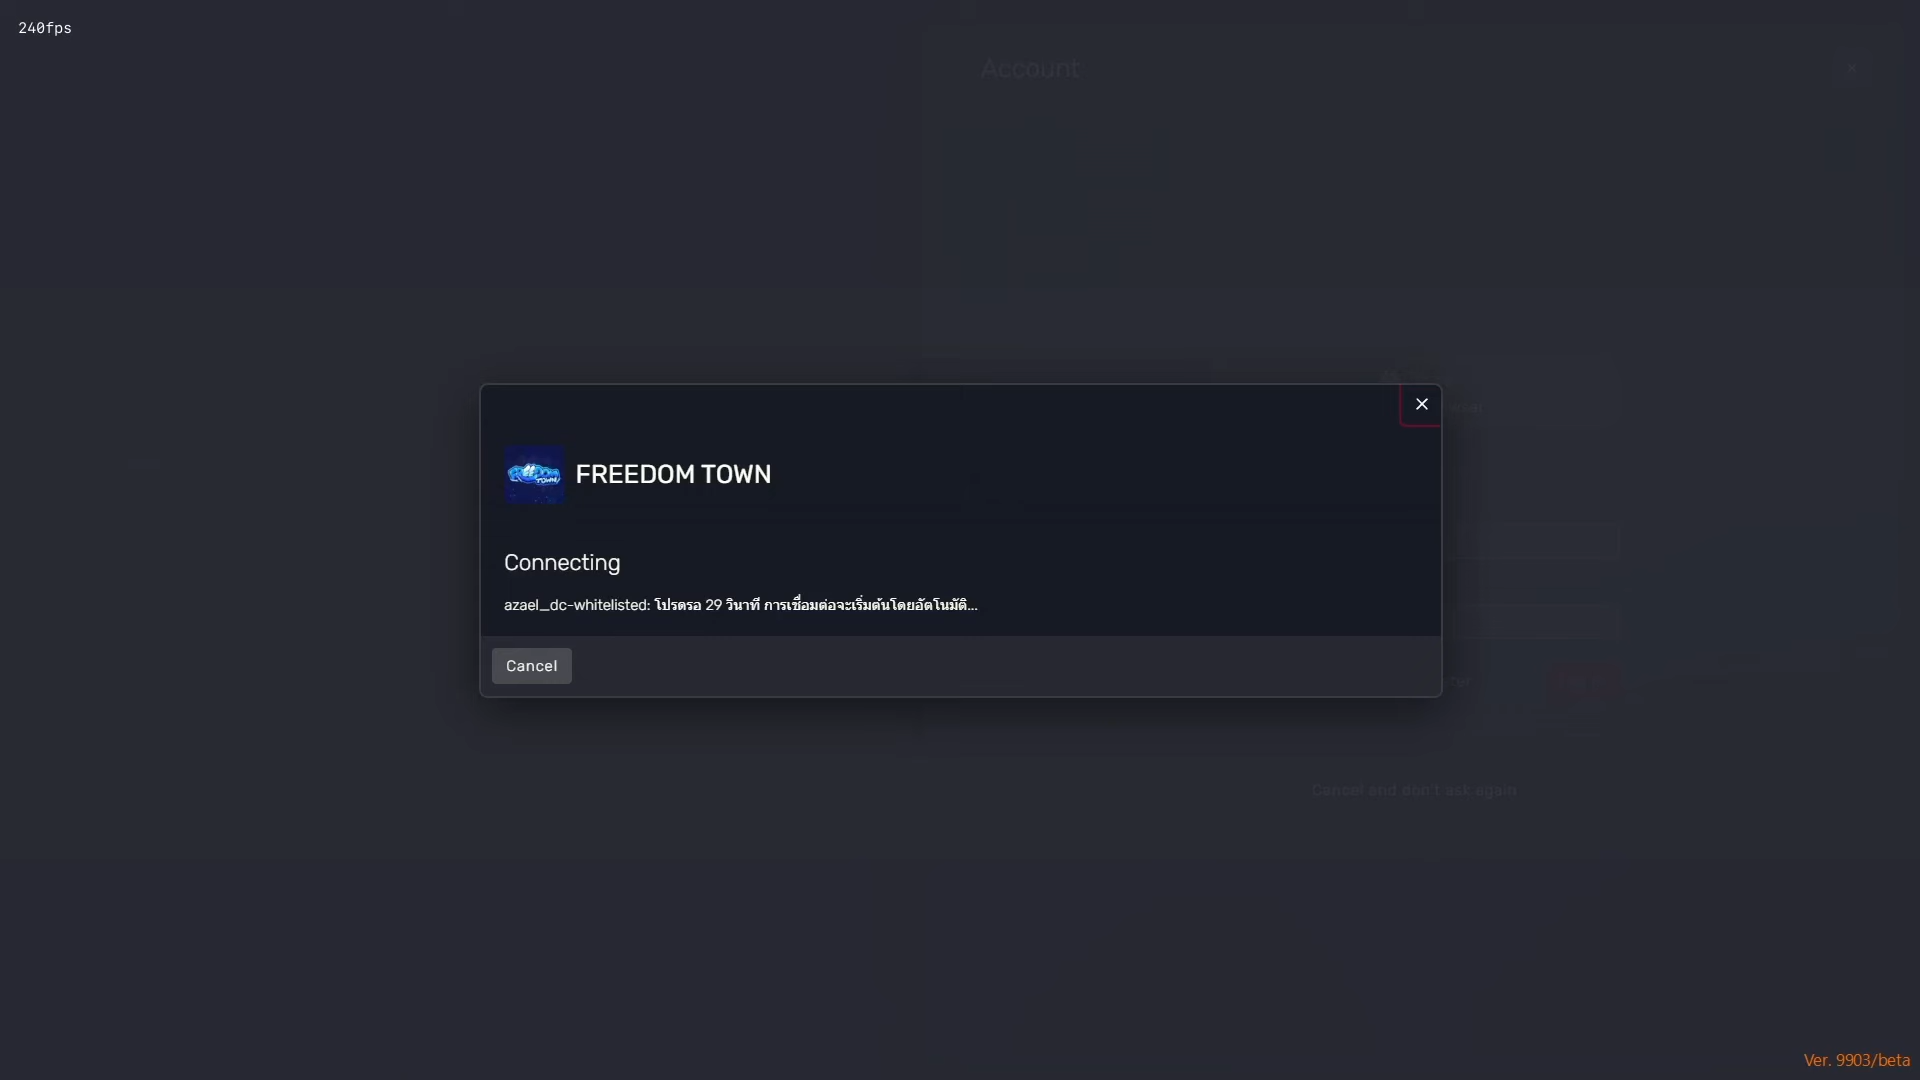 240fps
Account
FREEDOM TOWN
FREEDOM TOWN
Connecting
azael_dc-whitelisted: โปรดรอ 29 วินาที การเชื่อมต่อจะเริ่มต้นโดยอัตโนมัติ...
Cancel
Cancel and don't ask again
Ver. 9903/beta